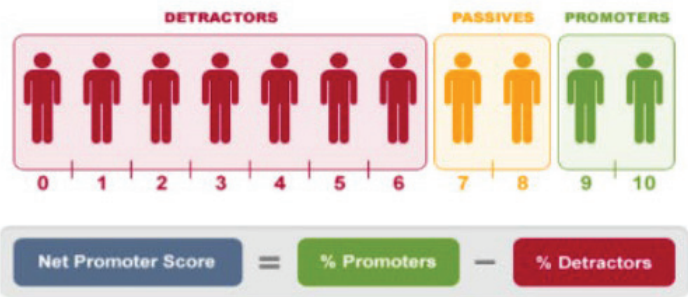 DETRACTORS PASSIVES PROMOTERS
0 1 2 3 4 5 6 7 8 9 10
Net Promoter Score = % Promoters − % Detractors